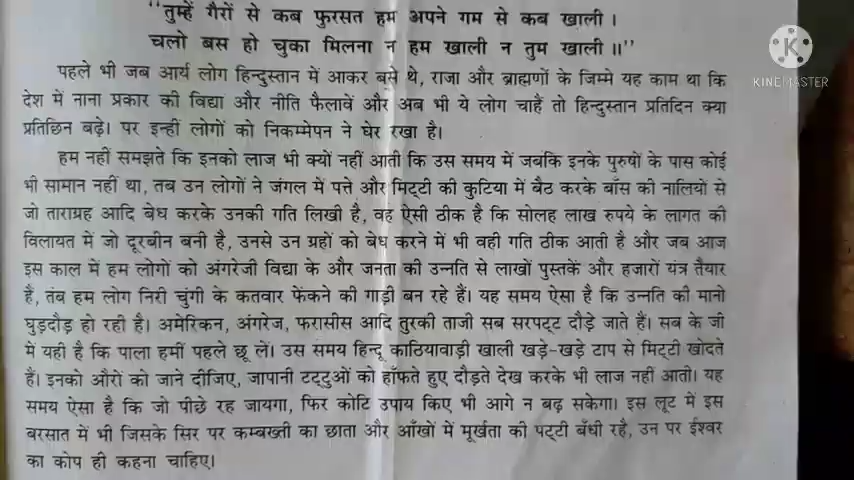 “तुम्हें गैरों से कब फुरसत हम अपने गम से कब खाली ।
चलो बस हो चुका मिलना न हम खाली न तुम खाली ॥”
पहले भी जब आर्य लोग हिन्दुस्तान में आकर बसे थे, राजा और ब्राह्मणों के जिम्मे यह काम था कि
देश में नाना प्रकार की विद्या और नीति फैलावें और अब भी ये लोग चाहैं तो हिन्दुस्तान प्रतिदिन क्या
प्रतिछिन बढ़े। पर इन्हीं लोगों को निकम्मेपन ने घेर रखा है।
हम नहीं समझते कि इनको लाज भी क्यों नहीं आती कि उस समय में जबकि इनके पुरुषों के पास कोई
भी सामान नहीं था, तब उन लोगों ने जंगल में पत्ते और मिट्टी की कुटिया में बैठ करके बाँस की नालियों से
जो ताराग्रह आदि बेध करके उनकी गति लिखी है, वह ऐसी ठीक है कि सोलह लाख रुपये के लागत की
विलायत में जो दूरबीन बनी है, उनसे उन ग्रहों को बेध करने में भी वही गति ठीक आती है और जब आज
इस काल में हम लोगों को अंगरेजी विद्या के और जनता की उन्नति से लाखों पुस्तकें और हजारों यंत्र तैयार
हैं, तब हम लोग निरी चुंगी के कतवार फेंकने की गाड़ी बन रहे हैं। यह समय ऐसा है कि उन्नति की मानो
घुड़दौड़ हो रही है। अमेरिकन, अंगरेज, फरासीस आदि तुरकी ताजी सब सरपट्ट दौड़े जाते हैं। सब के जी
में यही है कि पाला हमीं पहले छू लें। उस समय हिन्दू काठियावाड़ी खाली खड़े-खड़े टाप से मिट्टी खोदते
हैं। इनको औरों को जाने दीजिए, जापानी टट्टुओं को हाँफते हुए दौड़ते देख करके भी लाज नहीं आती। यह
समय ऐसा है कि जो पीछे रह जायगा, फिर कोटि उपाय किए भी आगे न बढ़ सकेगा। इस लूट में इस
बरसात में भी जिसके सिर पर कम्बख्ती का छाता और आँखों में मूर्खता की पट्टी बँधी रहै, उन पर ईश्वर
का कोप ही कहना चाहिए।
KINEMASTER